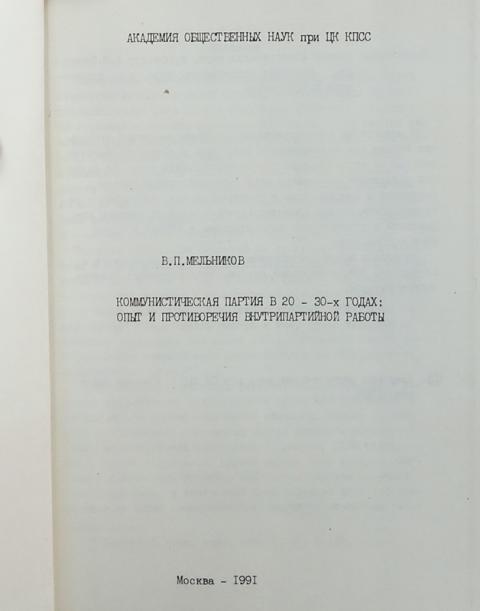 АКАДЕМИЯ ОБЩЕСТВЕННЫХ НАУК при ЦК КПСС
В.П.МЕЛЬНИКОВ
КОММУНИСТИЧЕСКАЯ ПАРТИЯ В 20 - 30-х ГОДАХ:
ОПЫТ И ПРОТИВОРЕЧИЯ ВНУТРИПАРТИЙНОЙ РАБОТЫ
Москва - 1991